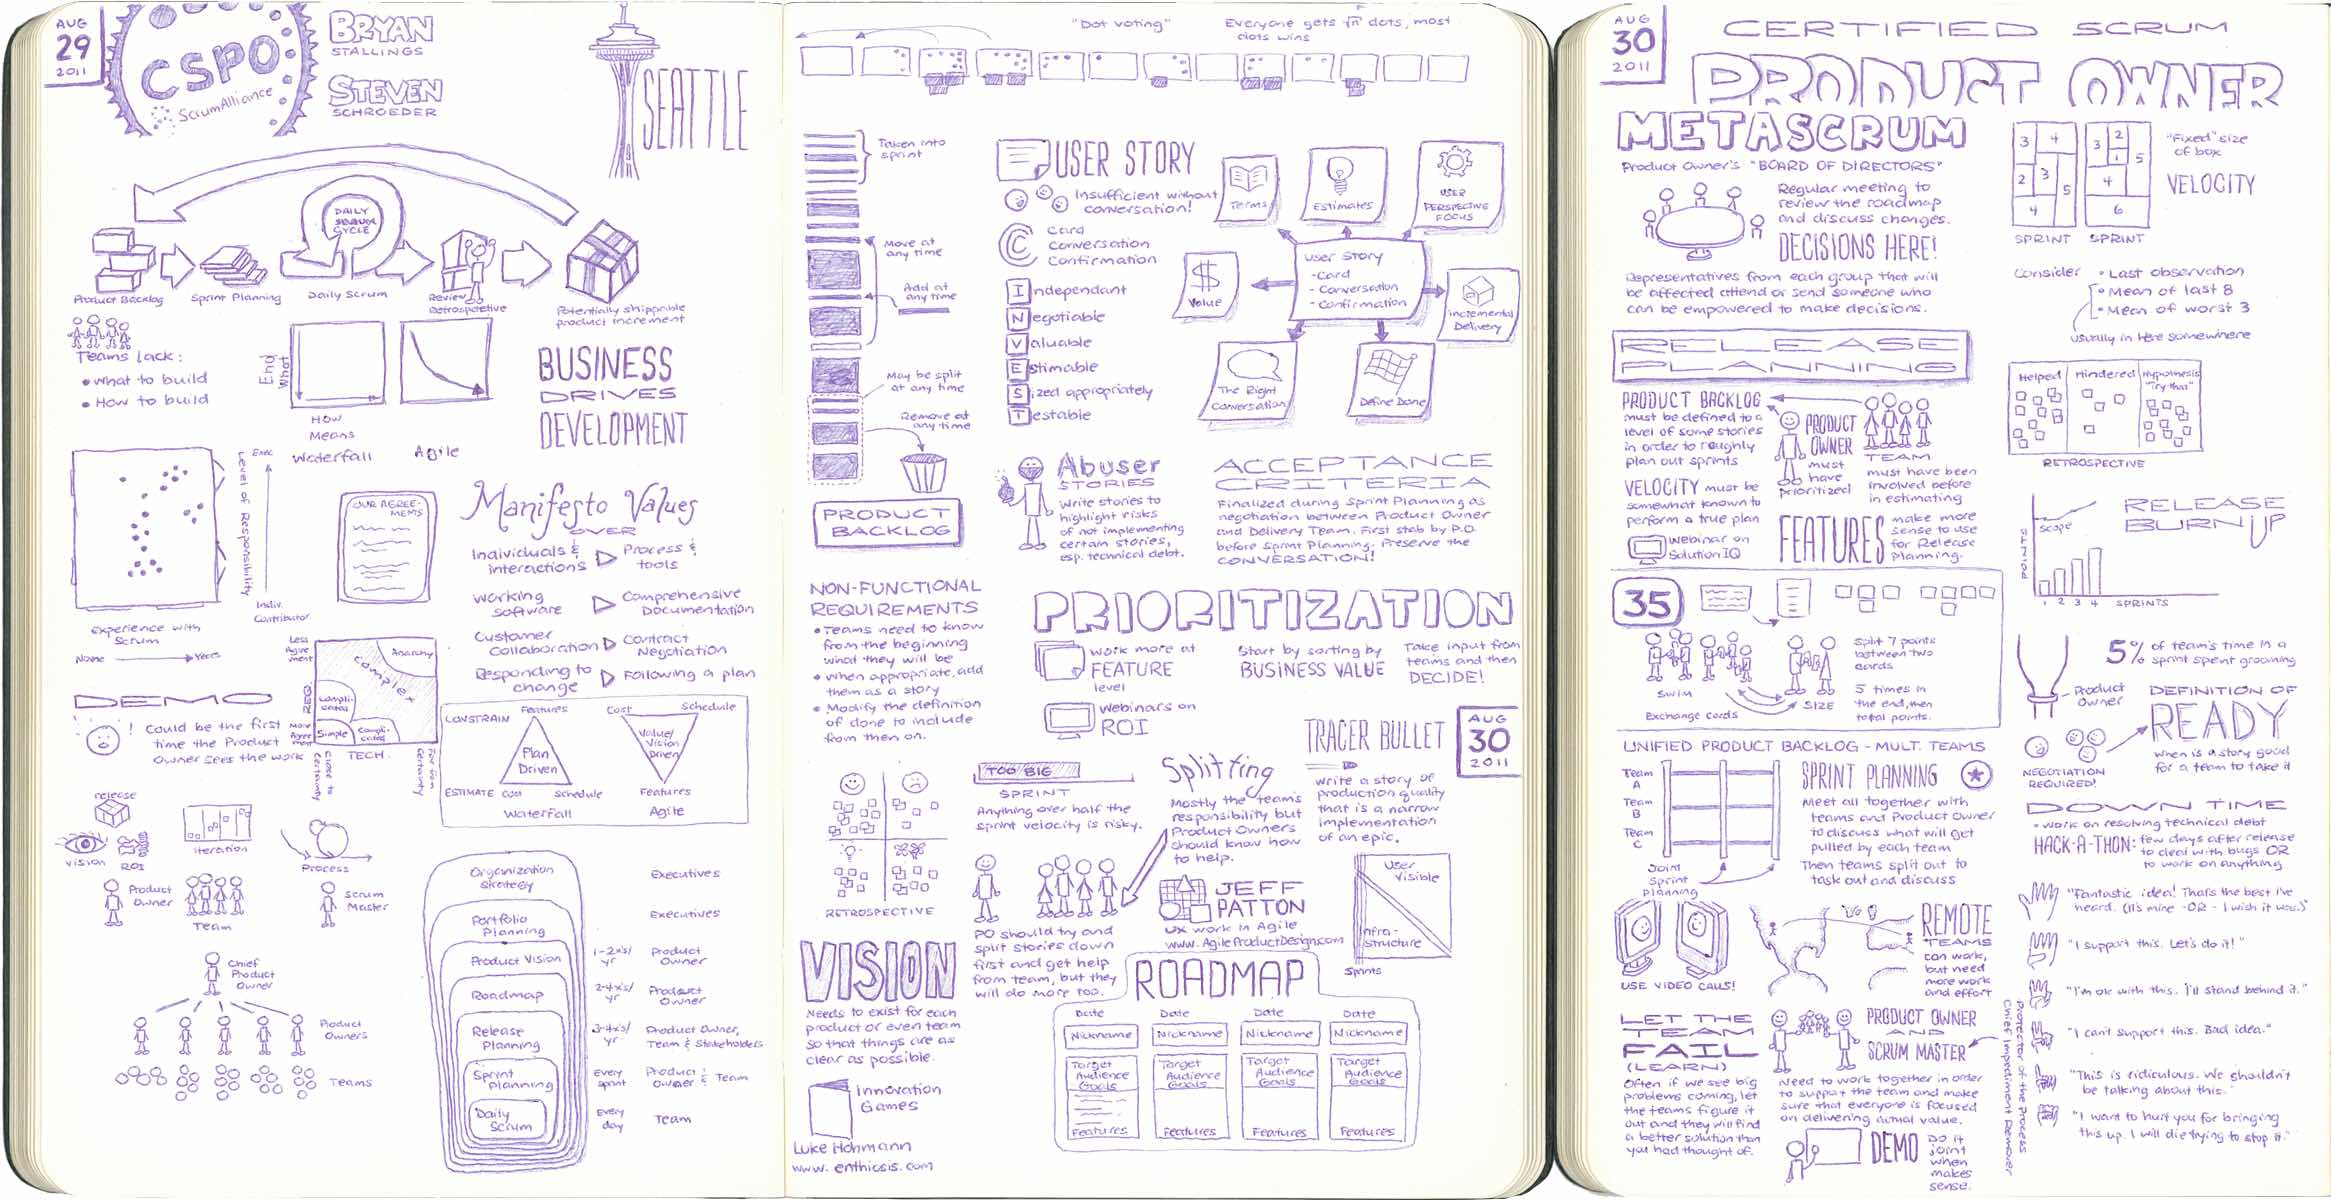 AUG
29
2011
CSPO
ScrumAlliance
BRYAN
STALLINGS
STEVEN
SCHROEDER
SEATTLE
DAILY
CYCLE
Product Backlog
Sprint Planning
Daily Scrum
Review
Retrospective
Potentially shippable
product increment
Teams lack:
• What to build
• How to build
End
What
How
Means
Waterfall
Agile
BUSINESS
DRIVES
DEVELOPMENT
Exec
Level of Responsibility
Indiv.
Contributor
Experience with
Scrum
None
Years
OUR AGREE-
MENTS
Manifesto Values
OVER
Individuals &
interactions
Process &
tools
Working
Software
Comprehensive
Documentation
Customer
Collaboration
Contract
Negotiation
Responding to
change
Following a plan
DEMO
! Could be the first
time the Product
Owner sees the work
Less
Agree
ment
REQ.
More
Agree
ment
Anarchy
Complex
Compli-
cated
Simple
Compli-
cated
Close to
Certainty
TECH.
Far from
Certainty
CONSTRAIN
Features
Plan
Driven
ESTIMATE
Cost
Schedule
Waterfall
Cost
Schedule
Value/
Vision
Driven
Features
Agile
release
Vision
ROI
iteration
Process
Product
Owner
Team
Scrum
Master
Chief
Product
Owner
Product
Owners
Teams
Organization
Strategy
Executives
Portfolio
Planning
Executives
Product Vision
1-2x's/
yr
Product
Owner
Roadmap
2-4x's/
yr
Product
Owner
Release
Planning
3-4x's/
yr
Product Owner,
Team & Stakeholders
Sprint
Planning
Every
sprint
Product
Owner & Team
Daily
Scrum
Every
day
Team
"Dot voting"
Everyone gets √n dots, most
dots wins
Taken into
sprint
Move at
any time
Add at
any time
May be split
at any time
Remove at
any time
PRODUCT
BACKLOG
USER STORY
Insufficient without
conversation!
C
Card
Conversation
Confirmation
Independant
Negotiable
Valuable
Estimable
Sized appropriately
Testable
Terms
Estimates
USER
PERSPECTIVE
FOCUS
$
Value
User Story
- Card
- Conversation
- Confirmation
Incremental
Delivery
The Right
Conversation
Define Done
Abuser
STORIES
Write stories to
highlight risks
of not implementing
certain stories,
esp. technical debt.
ACCEPTANCE
CRITERIA
Finalized during Sprint Planning as
negotiation between Product Owner
and Delivery Team. First stab by P.O.
before Sprint Planning. Preserve the
CONVERSATION!
NON-FUNCTIONAL
REQUIREMENTS
• Teams need to know
from the beginning
what they will be
• When appropriate, add
them as a story
• Modify the definition
of done to include
from then on.
PRIORITIZATION
Work more at
FEATURE
level
Start by sorting by
BUSINESS VALUE
Take input from
teams and then
DECIDE!
Webinars on
ROI
RETROSPECTIVE
TOO BIG
SPRINT
Anything over half the
sprint velocity is risky.
Splitting
Mostly the team's
responsibility but
Product Owners
should know how
to help.
TRACER BULLET
Write a story of
production quality
that is a narrow
implementation
of an epic.
AUG
30
2011
PO should try and
split stories down
first and get help
from team, but they
will do more too.
JEFF
PATTON
UX work in Agile
www.AgileProductDesign.com
User
Visible
Infra-
structure
Sprints
VISION
Needs to exist for each
product or even team
so that things are as
clear as possible.
Innovation
Games
Luke Hohmann
www.enthiosis.com
ROADMAP
Date
Date
Date
Date
Nickname
Nickname
Nickname
Nickname
Target
Audience
Goals
Target
Audience
Goals
Target
Audience
Goals
Target
Audience
Goals
Features
Features
Features
Features
AUG
30
2011
CERTIFIED SCRUM
PRODUCT OWNER
METASCRUM
Product Owner's "BOARD OF DIRECTORS"
Regular meeting to
review the roadmap
and discuss changes.
DECISIONS HERE!
Representatives from each group that will
be affected attend or send someone who
can be empowered to make decisions.
3 4
2 3 5
4
SPRINT
3 2
1 5
4
6
SPRINT
"Fixed" size
of box
VELOCITY
Consider
• Last observation
• Mean of last 8
• Mean of worst 3
usually in here somewhere
RELEASE
PLANNING
PRODUCT BACKLOG
must be defined to a
level of some stories
in order to roughly
plan out sprints
PRODUCT
OWNER
must
have
prioritized
TEAM
must have been
involved before
in estimating
VELOCITY must be
somewhat known to
perform a true plan
Webinar on
Solution IQ
FEATURES
make more
sense to use
for Release
Planning.
Helped
Hindered
Hypothesis
"Try that"
RETROSPECTIVE
RELEASE
BURN UP
Scope
POINTS
1 2 3 4
SPRINTS
35
SWIM
Exchange cards
SIZE
Split 7 points
between two
cards
5 times in
the end, then
total points.
5% of team's time in a
sprint spent grooming
Product
Owner
DEFINITION OF
READY
When is a story good
for a team to take it
NEGOTIATION
REQUIRED!
UNIFIED PRODUCT BACKLOG - MULT. TEAMS
Team
A
Team
B
Team
C
Joint
Sprint
Planning
SPRINT PLANNING
Meet all together with
teams and Product Owner
to discuss what will get
pulled by each team
Then teams split out to
task out and discuss
DOWN TIME
• Work on resolving technical debt
HACK-A-THON: few days after release
to deal with bugs OR
to work on anything
USE VIDEO CALLS!
REMOTE
TEAMS
can work,
but need
more work
and effort
"Fantastic idea! That's the best I've
heard. (It's mine -OR- I wish it was)"
"I support this. Let's do it!"
"I'm ok with this. I'll stand behind it."
"I can't support this. Bad idea."
"This is ridiculous. We shouldn't
be talking about this."
"I want to hurt you for bringing
this up. I will die trying to stop it."
LET THE
TEAM
FAIL
(LEARN)
Often if we see big
problems coming, let
the teams figure it
out and they will find
a better solution than
you had thought of.
PRODUCT OWNER
AND
SCRUM MASTER
Need to work together in order
to support the team and make
sure that everyone is focused
on delivering actual value.
Protector of the Process
Chief Impediment Remover
DEMO
Do it
joint
when
makes
sense.